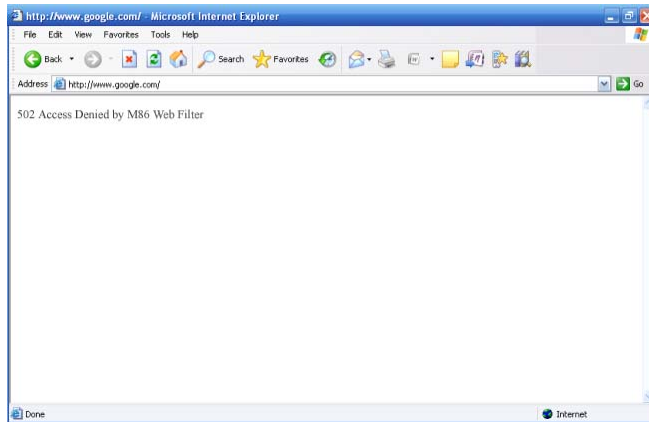 http://www.google.com/ - Microsoft Internet Explorer
File Edit View Favorites Tools Help
Back Search Favorites
Address http://www.google.com/ Go
502 Access Denied by M86 Web Filter
Done Internet